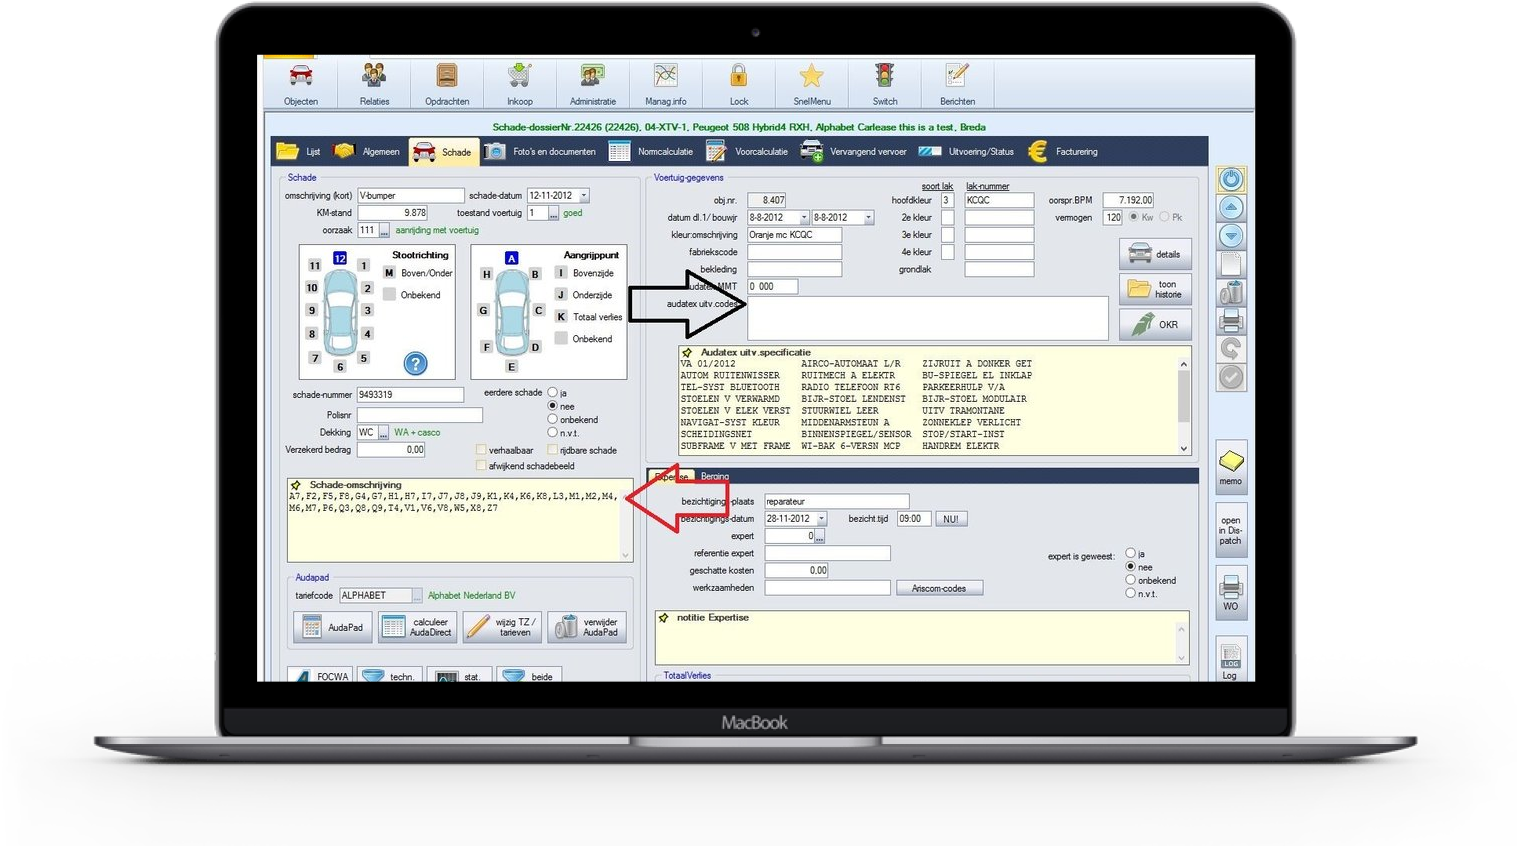 Objecten Relaties Opdrachten Inkoop Administratie Manag.info Lock SnelMenu Switch Berichten
Schade-dossierNr.22426 (22426), 04-XTV-1, Peugeot 508 Hybrid4 RXH, Alphabet Carlease this is a test, Breda
Lijst Algemeen Schade Foto's en documenten Normcalculatie Voorcalculatie Vervangend vervoer Uitvoering/Status Facturering
Schade
omschrijving (kort) V-bumper schade-datum 12-11-2012
KM-stand 9.878 toestand voertuig 1 ... goed
oorzaak 111 ... aanrijding met voertuig
Stootrichting
11 12 1
10 2
9 3
8 4
7 6 5
M Boven/Onder
Onbekend
?
Aangrijppunt
A
H B
G C
F D
E
I Bovenzijde
J Onderzijde
K Totaal verlies
Onbekend
schade-nummer 9493319
eerdere schade ja
nee
onbekend
n.v.t.
Polisnr
Dekking WC ... WA + casco
Verzekerd bedrag 0,00
verhaalbaar rijdbare schade
afwijkend schadebeeld
Schade-omschrijving
A7,F2,F5,F8,G4,G7,H1,H7,I7,J7,J8,J9,K1,K4,K6,K8,L3,M1,M2,M4,
M6,M7,P6,Q3,Q8,Q9,T4,V1,V6,V8,W5,X8,Z7
Audapad
tariefcode ALPHABET ... Alphabet Nederland BV
AudaPad
calculeer
AudaDirect
wijzig TZ /
tarieven
verwijder
AudaPad
FOCWA techn. stat. beide
Voertuig-gegevens
soort lak lak-nummer
obj.nr. 8.407 hoofdkleur 3 KCQC oorspr.BPM 7.192,00
datum dl.1/ bouwjr 8-8-2012 8-8-2012 2e kleur vermogen 120 Kw Pk
kleur:omschrijving Oranje mc KCQC 3e kleur
fabriekscode 4e kleur
bekleding grondlak
audatex MMT 0 000
audatex uitv.codes
details
toon
historie
OKR
Audatex uitv.specificatie
VA 01/2012 AIRCO-AUTOMAAT L/R ZIJRUIT A DONKER GET
AUTOM RUITENWISSER RUITMECH A ELEKTR BU-SPIEGEL EL INKLAP
TEL-SYST BLUETOOTH RADIO TELEFOON RT6 PARKEERHULP V/A
STOELEN V VERWARMD BIJR-STOEL LENDENST BIJR-STOEL MODULAIR
STOELEN V ELEK VERST STUURWIEL LEER UITV TRAMONTANE
NAVIGAT-SYST KLEUR MIDDENARMSTEUN A ZONNEKLEP VERLICHT
SCHEIDINGSNET BINNENSPIEGEL/SENSOR STOP/START-INST
SUBFRAME V MET FRAME WI-BAK 6-VERSN MCP HANDREM ELEKTR
Expertise Berging
bezichtigings-plaats reparateur
bezichtigings-datum 28-11-2012 bezicht.tijd 09:00 NU!
expert 0 ...
referentie expert
geschatte kosten 0,00
werkzaamheden Ariscom-codes
expert is geweest: ja
nee
onbekend
n.v.t.
notitie Expertise
TotaalVerlies
memo
open
in Dis-
patch
WO
LOG
Log
MacBook